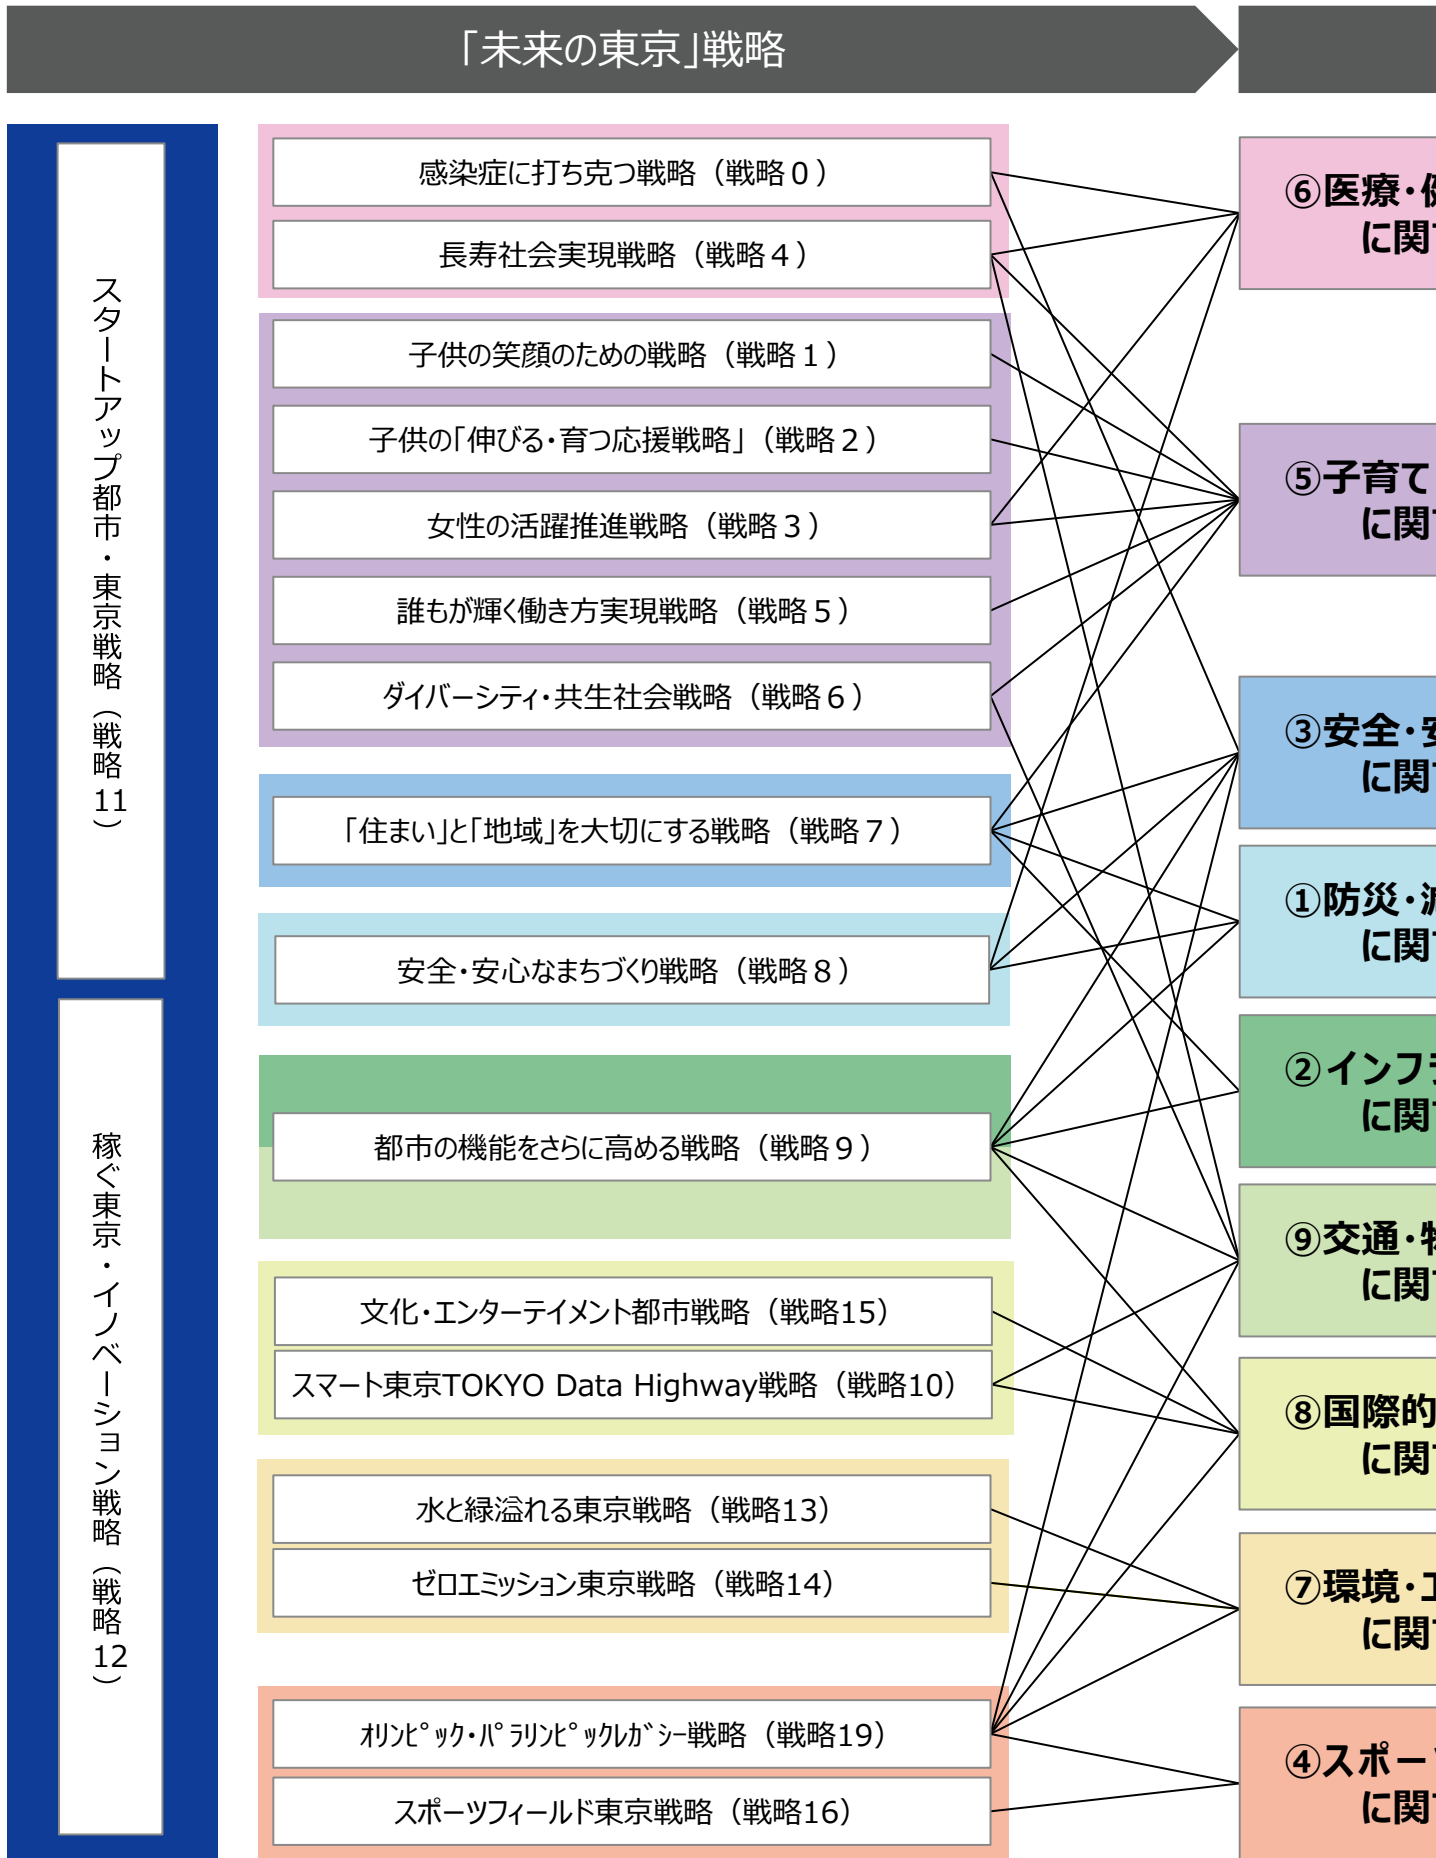 「未来の東京」戦略
スタートアップ都市・東京戦略（戦略11）
稼ぐ東京・イノベーション戦略（戦略12）
感染症に打ち克つ戦略（戦略０）
長寿社会実現戦略（戦略４）
子供の笑顔のための戦略（戦略１）
子供の「伸びる・育つ応援戦略」（戦略２）
女性の活躍推進戦略（戦略３）
誰もが輝く働き方実現戦略（戦略５）
ダイバーシティ・共生社会戦略（戦略６）
「住まい」と「地域」を大切にする戦略（戦略７）
安全・安心なまちづくり戦略（戦略８）
都市の機能をさらに高める戦略（戦略９）
文化・エンターテイメント都市戦略（戦略15）
スマート東京TOKYO Data Highway戦略（戦略10）
水と緑溢れる東京戦略（戦略13）
ゼロエミッション東京戦略（戦略14）
ｵﾘﾝﾋﾟｯｸ・ﾊﾟﾗﾘﾝﾋﾟｯｸﾚｶﾞｼｰ戦略（戦略19）
スポーツフィールド東京戦略（戦略16）
⑥医療・
に関
⑤子育て
に関
③安全・
に関
①防災・
に関
②インフ
に関
⑨交通・
に関
⑧国際的
に関
⑦環境・
に関
④スポー
に関